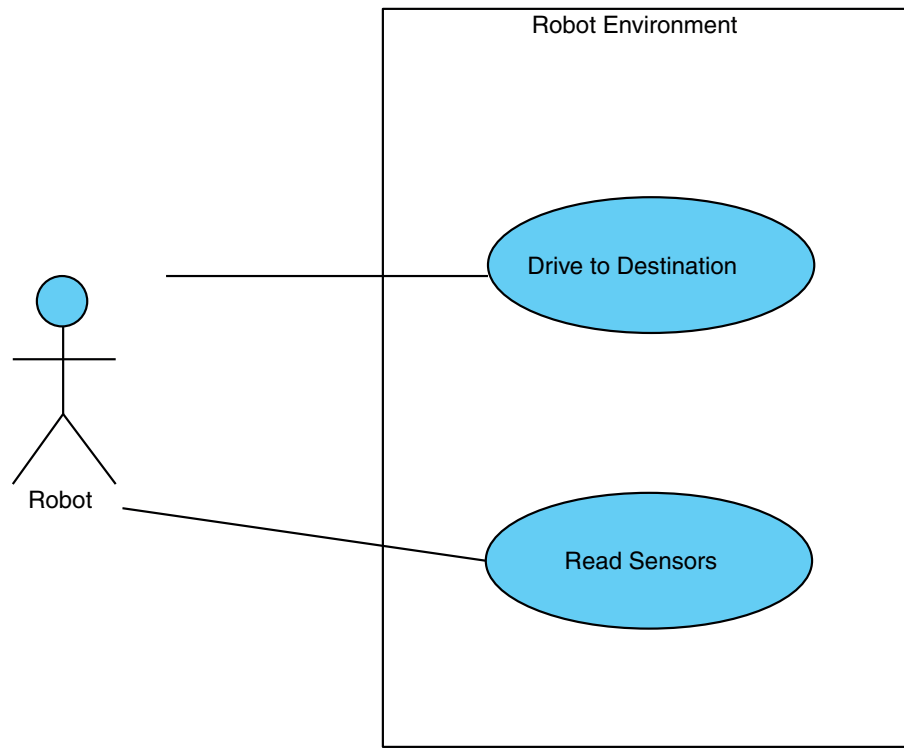 Robot Environment
Drive to Destination
Robot
Read Sensors